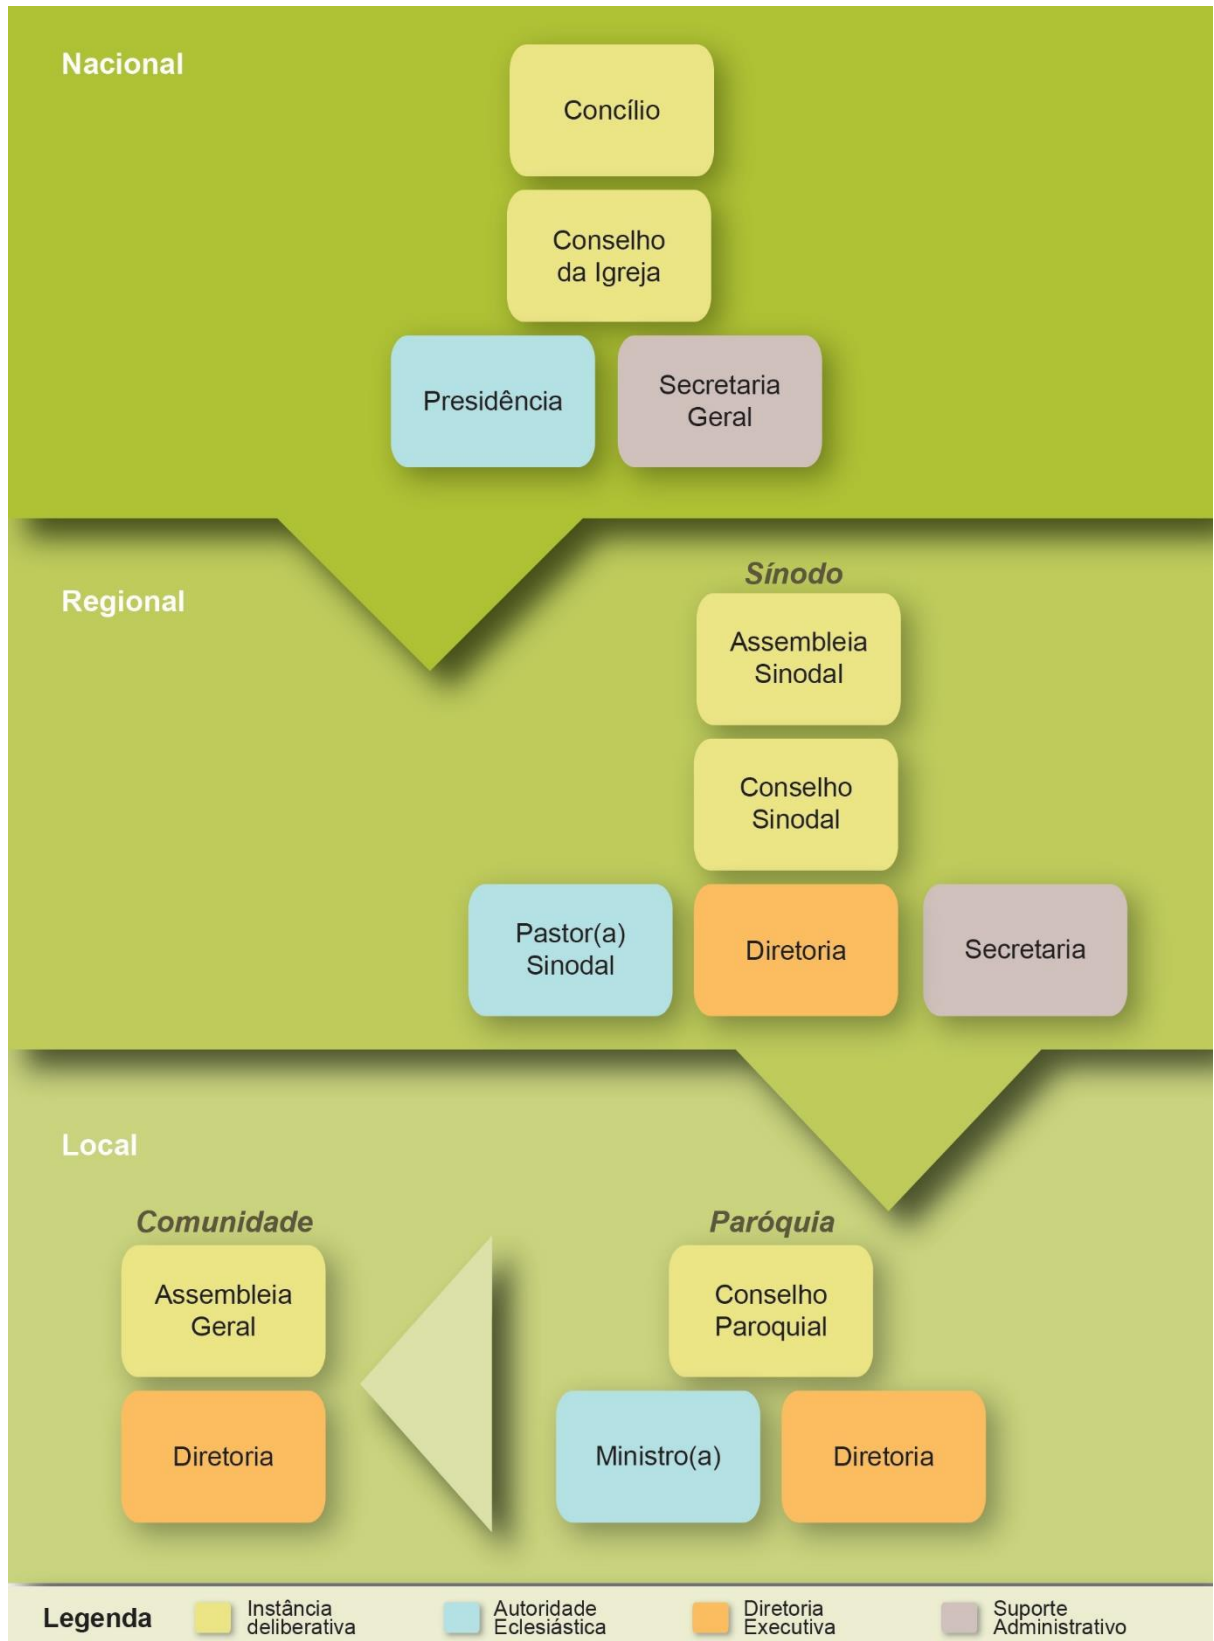 Nacional
Concílio
Conselho
da Igreja
Presidência
Secretaria
Geral
Regional
Sínodo
Assembleia
Sinodal
Conselho
Sinodal
Pastor(a)
Sinodal
Diretoria
Secretaria
Local
Comunidade
Assembleia
Geral
Diretoria
Paróquia
Conselho
Paroquial
Ministro(a)
Diretoria
Legenda
Instância
deliberativa
Autoridade
Eclesiástica
Diretoria
Executiva
Suporte
Administrativo